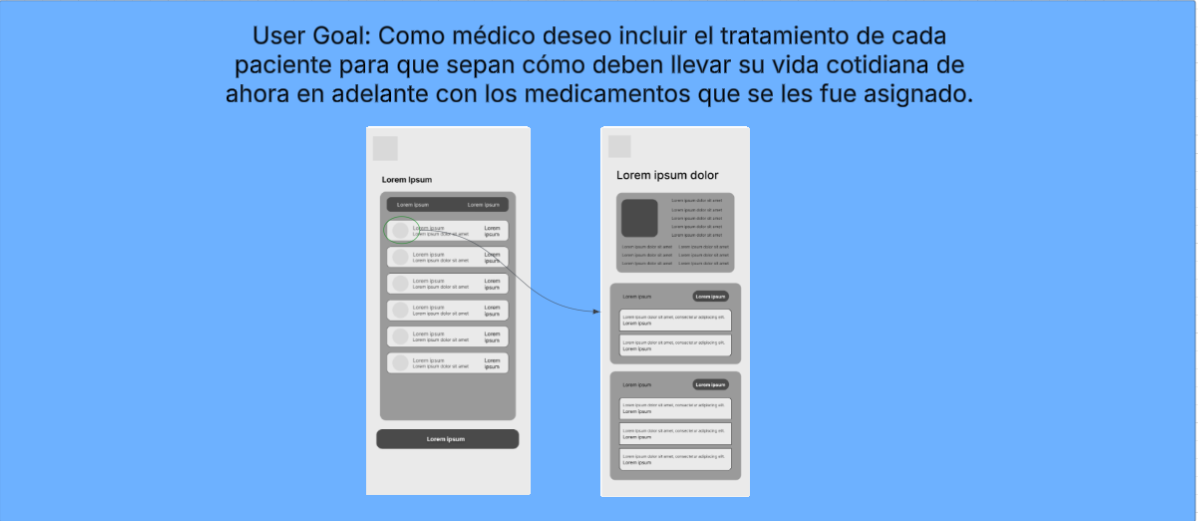 User Goal: Como médico deseo incluir el tratamiento de cada
paciente para que sepan cómo deben llevar su vida cotidiana de
ahora en adelante con los medicamentos que se les fue asignado.
Lorem Ipsum
Lorem ipsum Lorem ipsum
Lorem ipsum
Lorem ipsum dolor sit amet
Lorem
ipsum
Lorem ipsum
Lorem ipsum dolor sit amet
Lorem
ipsum
Lorem ipsum
Lorem ipsum dolor sit amet
Lorem
ipsum
Lorem ipsum
Lorem ipsum dolor sit amet
Lorem
ipsum
Lorem ipsum
Lorem ipsum dolor sit amet
Lorem
ipsum
Lorem ipsum
Lorem ipsum dolor sit amet
Lorem
ipsum
Lorem ipsum
Lorem ipsum dolor
Lorem ipsum dolor sit amet
Lorem ipsum dolor sit amet
Lorem ipsum dolor sit amet
Lorem ipsum dolor sit amet
Lorem ipsum dolor sit amet
Lorem ipsum dolor sit amet Lorem ipsum dolor sit amet
Lorem ipsum dolor sit amet Lorem ipsum dolor sit amet
Lorem ipsum dolor sit amet Lorem ipsum dolor sit amet
Lorem ipsum Lorem ipsum
Lorem ipsum dolor sit amet, consectetur adipiscing elit.
Lorem ipsum
Lorem ipsum dolor sit amet, consectetur adipiscing elit.
Lorem ipsum
Lorem ipsum Lorem ipsum
Lorem ipsum dolor sit amet, consectetur adipiscing elit.
Lorem ipsum
Lorem ipsum dolor sit amet, consectetur adipiscing elit.
Lorem ipsum
Lorem ipsum dolor sit amet, consectetur adipiscing elit.
Lorem ipsum